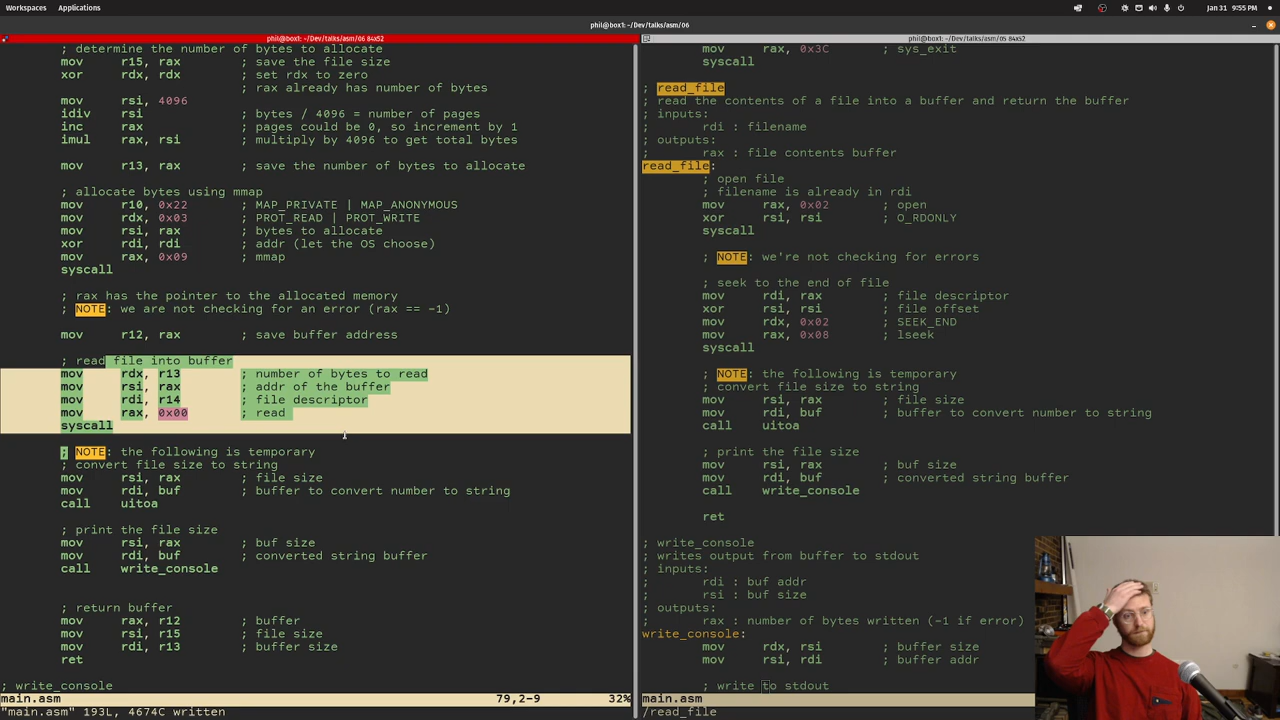 Workspaces Applications Jan 31 9:55 PM
phil@box1:~/Dev/talks/asm/06
phil@box1:~/Dev/talks/asm/06 84x52
; determine the number of bytes to allocate
mov r15, rax ; save the file size
xor rdx, rdx ; set rdx to zero
; rax already has number of bytes
mov rsi, 4096
idiv rsi ; bytes / 4096 = number of pages
inc rax ; pages could be 0, so increment by 1
imul rax, rsi ; multiply by 4096 to get total bytes
mov r13, rax ; save the number of bytes to allocate
; allocate bytes using mmap
mov r10, 0x22 ; MAP_PRIVATE | MAP_ANONYMOUS
mov rdx, 0x03 ; PROT_READ | PROT_WRITE
mov rsi, rax ; bytes to allocate
xor rdi, rdi ; addr (let the OS choose)
mov rax, 0x09 ; mmap
syscall
; rax has the pointer to the allocated memory
; NOTE: we are not checking for an error (rax == -1)
mov r12, rax ; save buffer address
; read file into buffer
mov rdx, r13 ; number of bytes to read
mov rsi, rax ; addr of the buffer
mov rdi, r14 ; file descriptor
mov rax, 0x00 ; read
syscall
; NOTE: the following is temporary
; convert file size to string
mov rsi, rax ; file size
mov rdi, buf ; buffer to convert number to string
call uitoa
; print the file size
mov rsi, rax ; buf size
mov rdi, buf ; converted string buffer
call write_console
; return buffer
mov rax, r12 ; buffer
mov rsi, r15 ; file size
mov rdi, r13 ; buffer size
ret
; write_console
main.asm 79,2-9 32%
"main.asm" 193L, 4674C written
phil@box1:~/Dev/talks/asm/05 84x52
mov rax, 0x3C ; sys_exit
syscall
; read_file
; read the contents of a file into a buffer and return the buffer
; inputs:
; rdi : filename
; outputs:
; rax : file contents buffer
read_file:
; open file
; filename is already in rdi
mov rax, 0x02 ; open
xor rsi, rsi ; O_RDONLY
syscall
; NOTE: we're not checking for errors
; seek to the end of file
mov rdi, rax ; file descriptor
xor rsi, rsi ; file offset
mov rdx, 0x02 ; SEEK_END
mov rax, 0x08 ; lseek
syscall
; NOTE: the following is temporary
; convert file size to string
mov rsi, rax ; file size
mov rdi, buf ; buffer to convert number to string
call uitoa
; print the file size
mov rsi, rax ; buf size
mov rdi, buf ; converted string buffer
call write_console
ret
; write_console
; writes output from buffer to stdout
; inputs:
; rdi : buf addr
; rsi : buf size
; outputs:
; rax : number of bytes written (-1 if error)
write_console:
mov rdx, rsi ; buffer size
mov rsi, rdi ; buffer addr
; write to stdout
main.asm
/read_file